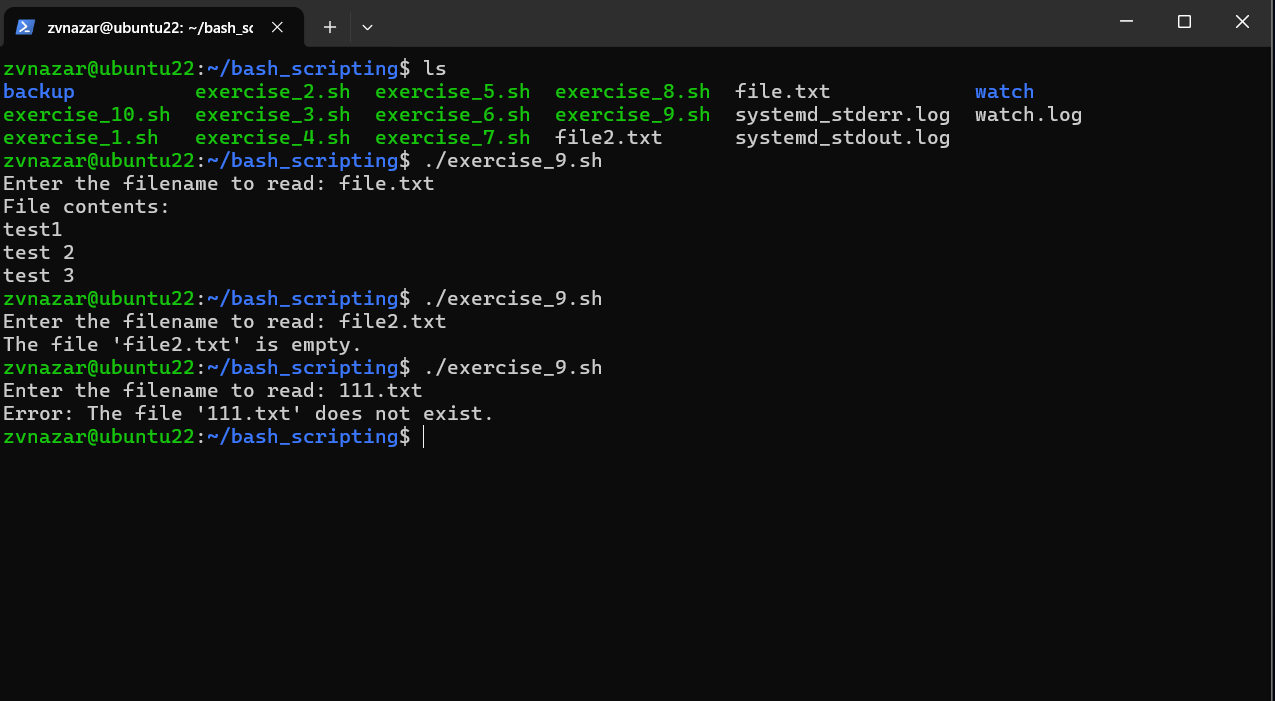 zvnazar@ubuntu22: ~/bash_sc
zvnazar@ubuntu22:~/bash_scripting$ ls
backup          exercise_2.sh  exercise_5.sh  exercise_8.sh  file.txt            watch
exercise_10.sh  exercise_3.sh  exercise_6.sh  exercise_9.sh  systemd_stderr.log  watch.log
exercise_1.sh   exercise_4.sh  exercise_7.sh  file2.txt      systemd_stdout.log
zvnazar@ubuntu22:~/bash_scripting$ ./exercise_9.sh
Enter the filename to read: file.txt
File contents:
test1
test 2
test 3
zvnazar@ubuntu22:~/bash_scripting$ ./exercise_9.sh
Enter the filename to read: file2.txt
The file 'file2.txt' is empty.
zvnazar@ubuntu22:~/bash_scripting$ ./exercise_9.sh
Enter the filename to read: 111.txt
Error: The file '111.txt' does not exist.
zvnazar@ubuntu22:~/bash_scripting$